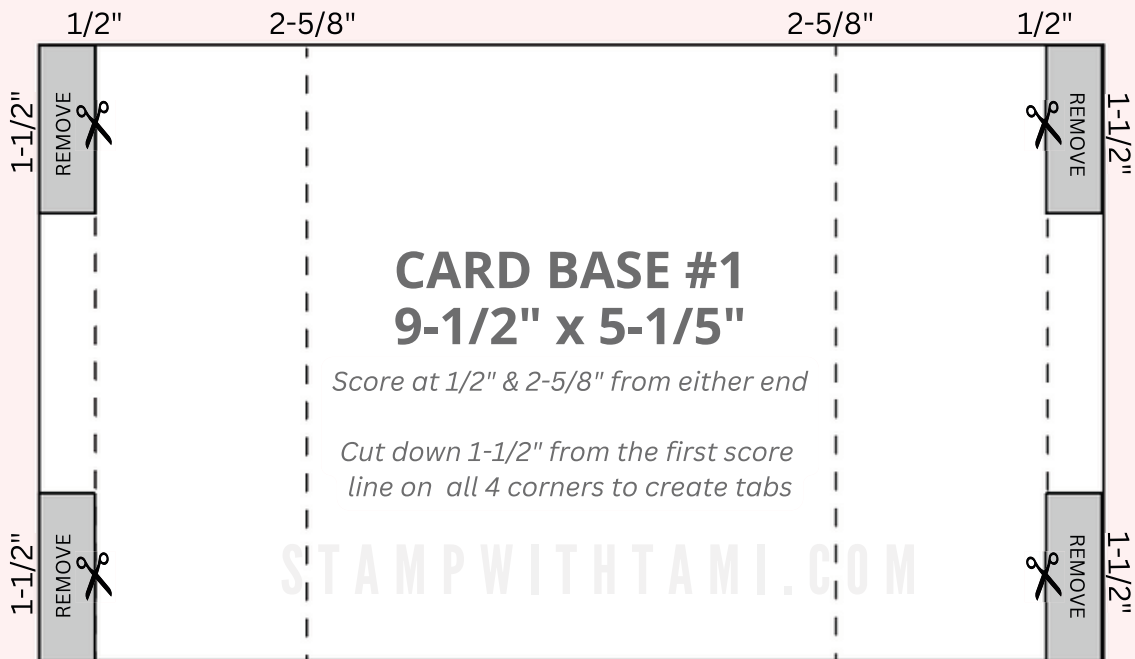 1/2" 2-5/8" 2-5/8" 1/2"
1-1/2"
REMOVE
REMOVE
1-1/2"
CARD BASE #1
9-1/2" x 5-1/5"
Score at 1/2" & 2-5/8" from either end
Cut down 1-1/2" from the first score
line on all 4 corners to create tabs
1-1/2"
REMOVE
STAMPWITHTAMI.COM
REMOVE
1-1/2"